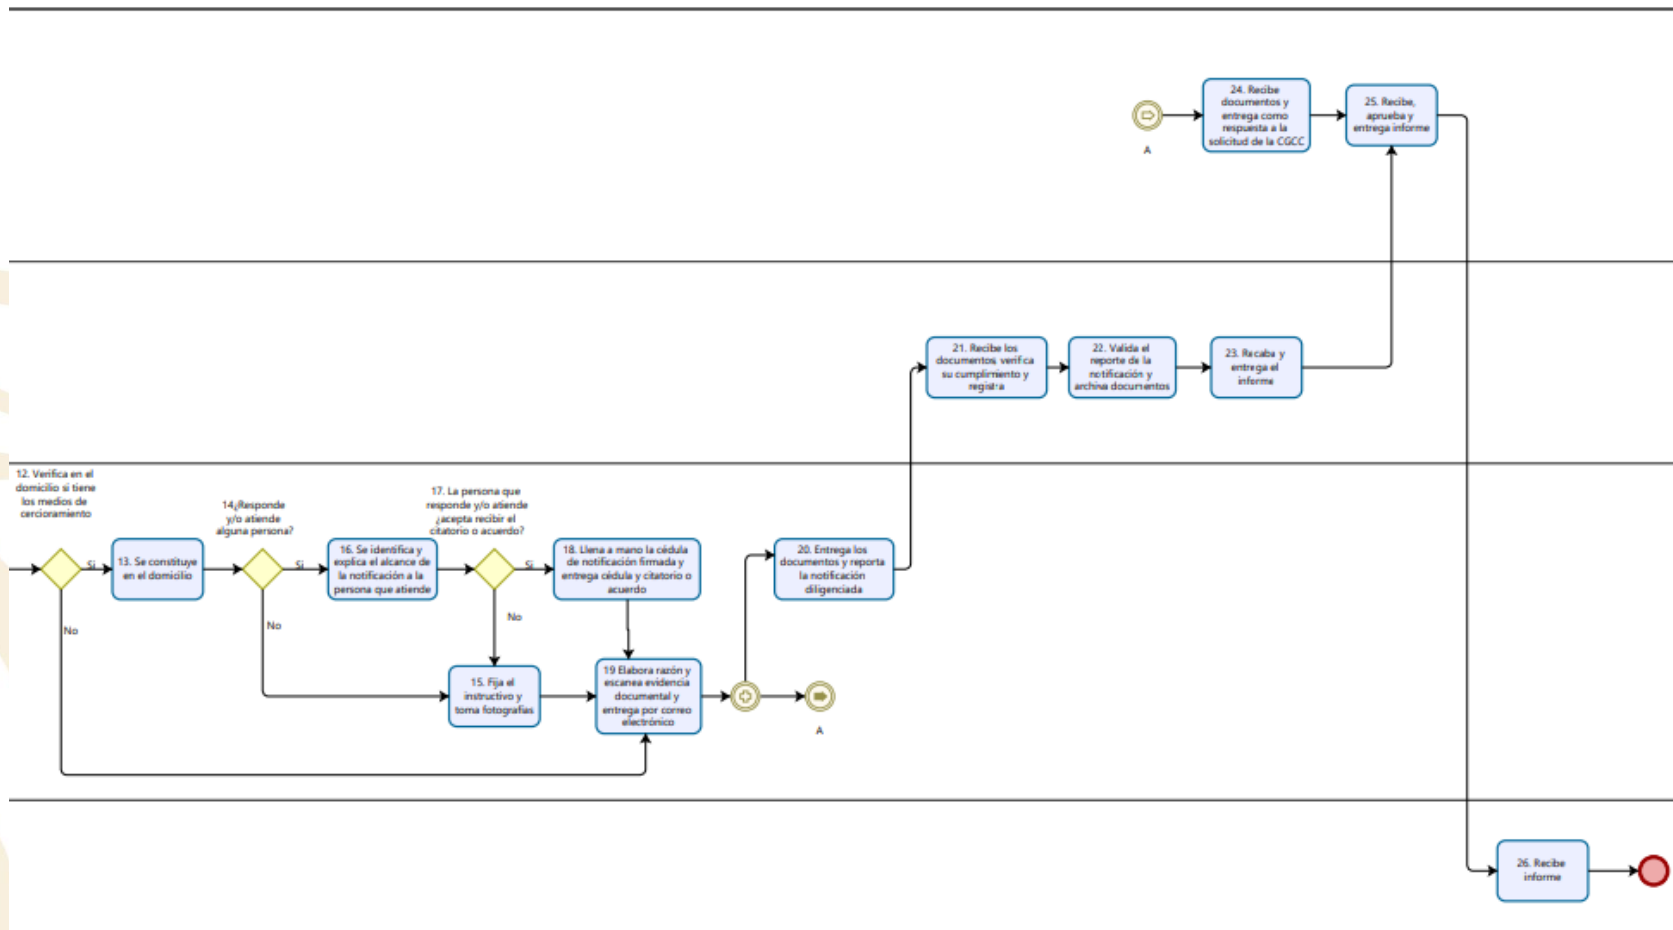 24. Recibe
documentos y
entrega como
respuesta a la
solicitud de la CGCC
25. Recibe,
aprueba y
entrega informe
A
21. Recibe los
documentos verifica
su cumplimiento y
registra
22. Valida el
reporte de la
notificación y
archiva documentos
23. Recaba y
entrega el
informe
12. Verifica en el
domicilio si tiene
los medios de
cercioramiento
Si
No
13. Se constituye
en el domicilio
14¿Responde
y/o atiende
alguna persona?
Si
No
16. Se identifica y
explica el alcance de
la notificación a la
persona que atiende
17. La persona que
responde y/o atiende
¿acepta recibir el
citatorio o acuerdo?
Si
No
18. Llena a mano la cédula
de notificación firmada y
entrega cédula y citatorio o
acuerdo
15. Fija el
instructivo y
toma fotografías
19 Elabora razón y
escanea evidencia
documental y
entrega por correo
electrónico
A
20. Entrega los
documentos y reporta
la notificación
diligenciada
26. Recibe
informe